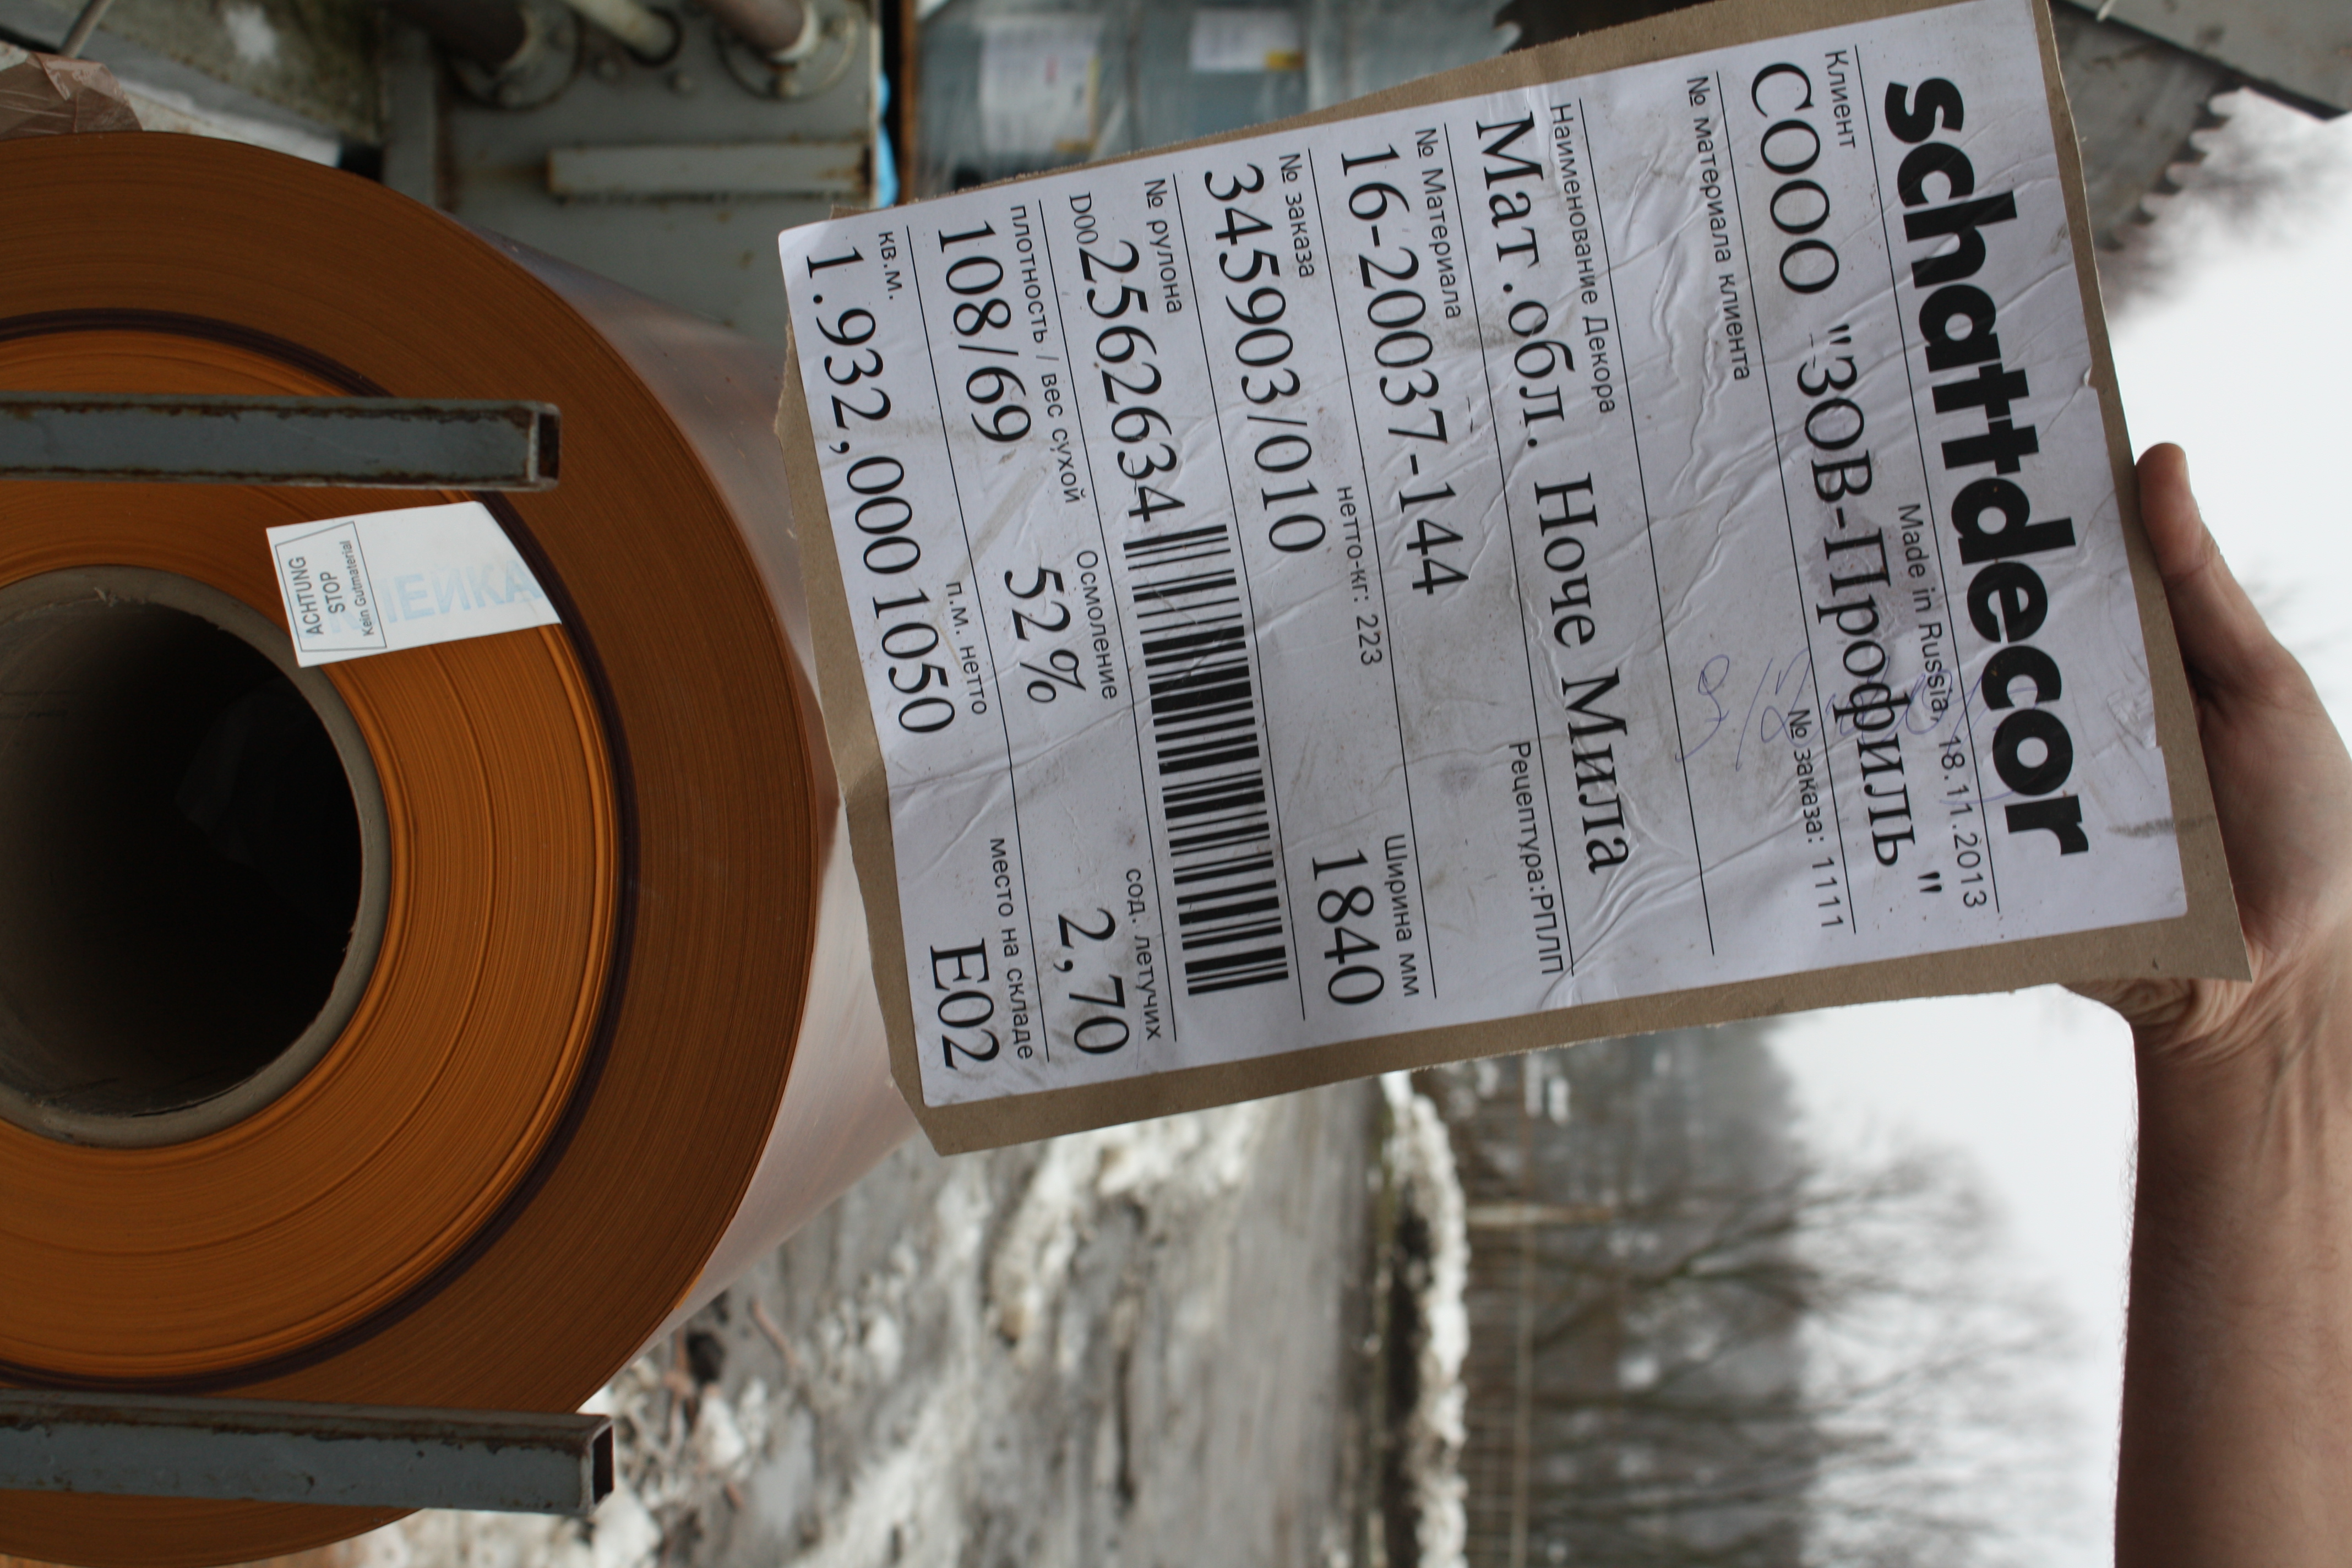 schattdecor
Made in Russia, 18.11.2013
Клиент
СООО "ЗОВ-Профиль "
№ заказа: 1111
№ материала клиента
Наименование Декора
Мат.обл. Ноче Милла
Рецептура:РПЛП
№ Материала
16-20037-144
нетто-кг: 223
Ширина мм
1840
№ заказа
345903/010
№ рулона
D002562634
плотность / вес сухой
108/69
Осмоление
52%
сод. летучих
2,70
кв.м.
1.932,000
п.м. нетто
1050
место на складе
E02
ACHTUNG
STOP
Kein Gutmaterial